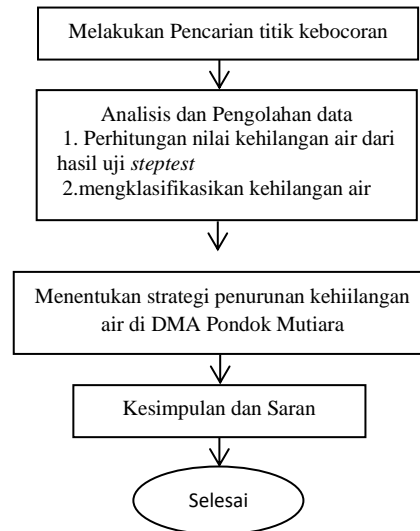 Melakukan Pencarian titik kebocoran
Analisis dan Pengolahan data
1. Perhitungan nilai kehilangan air dari
hasil uji steptest
2.mengklasifikasikan kehilangan air
Menentukan strategi penurunan kehiilangan
air di DMA Pondok Mutiara
Kesimpulan dan Saran
Selesai